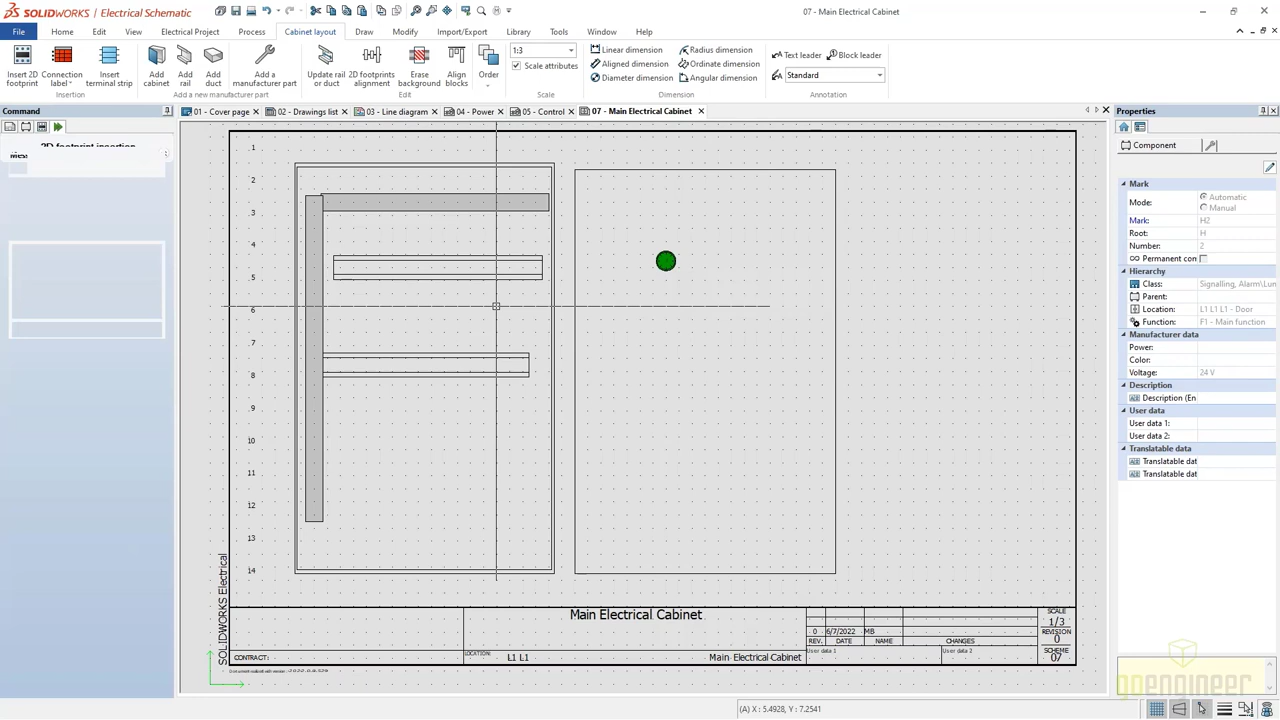 SOLIDWORKS | Electrical Schematic
07 - Main Electrical Cabinet
File Home Edit View Electrical Project Process Cabinet layout Draw Modify Import/Export Library Tools Window Help
Insert 2D footprint
Connection label
Insert terminal strip
Insertion
Add cabinet
Add rail
Add duct
Add a manufacturer part
Add a new manufacturer part
Update rail or duct
2D footprints alignment
Erase background
Align blocks
Order
Edit
1:3
Scale attributes
Scale
Linear dimension
Aligned dimension
Diameter dimension
Radius dimension
Ordinate dimension
Angular dimension
Dimension
Text leader
Block leader
Standard
Annotation
Command
2D footprint insertion
01 - Cover page
02 - Drawings list
03 - Line diagram
04 - Power
05 - Control
07 - Main Electrical Cabinet
1
2
3
4
5
6
7
8
9
10
11
12
13
14
SOLIDWORKS Electrical
CONTRACT:
LOCATION:
L1 L1
Main Electrical Cabinet
Main Electrical Cabinet
0 6/7/2022 MB
REV. DATE NAME CHANGES
User data 1
User data 2
SCALE
1/3
REVISION
0
SCHEME
07
Properties
Component
Mark
Mode:
Automatic
Manual
Mark: H2
Root: H
Number: 2
Permanent con
Hierarchy
Class: Signalling, Alarm\Lun
Parent:
Location: L1 L1 L1 - Door
Function: F1 - Main function
Manufacturer data
Power:
Color:
Voltage: 24 V
Description
Description (En
User data
User data 1:
User data 2:
Translatable data
Translatable dat
Translatable dat
goengineer
(A) X : 5.4928, Y : 7.2541